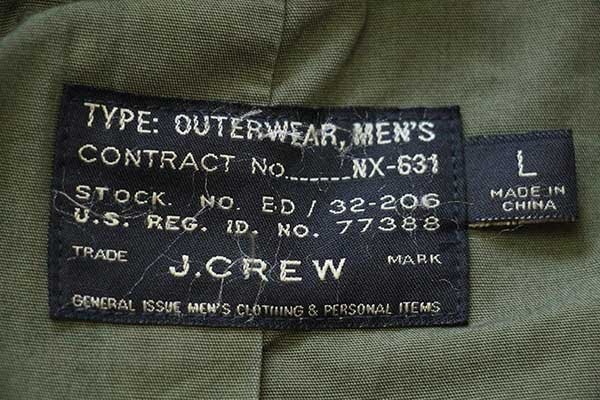 TYPE: OUTERWEAR, MEN'S
CONTRACT No......NX-631
STOCK. NO. ED / 32-206
U.S. REG. ID. NO. 77388
TRADE J.CREW MARK
GENERAL ISSUE MEN'S CLOTHING & PERSONAL ITEMS
L
MADE IN
CHINA